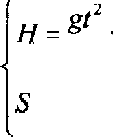 H = gt².
S